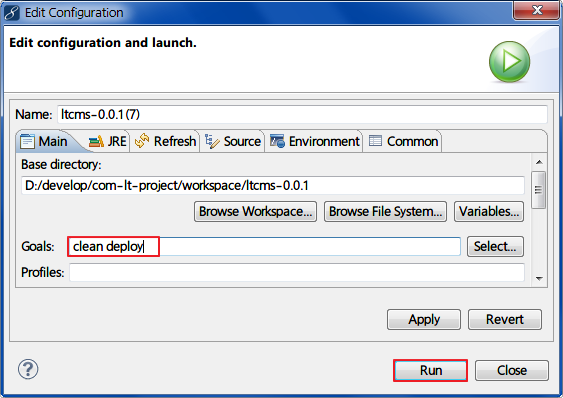 Edit Configuration
Edit configuration and launch.
Name: ltcms-0.0.1(7)
Main JRE Refresh Source Environment Common
Base directory:
D:/develop/com-lt-project/workspace/ltcms-0.0.1
Browse Workspace... Browse File System... Variables...
Goals: clean deploy Select...
Profiles:
Apply Revert
? Run Close